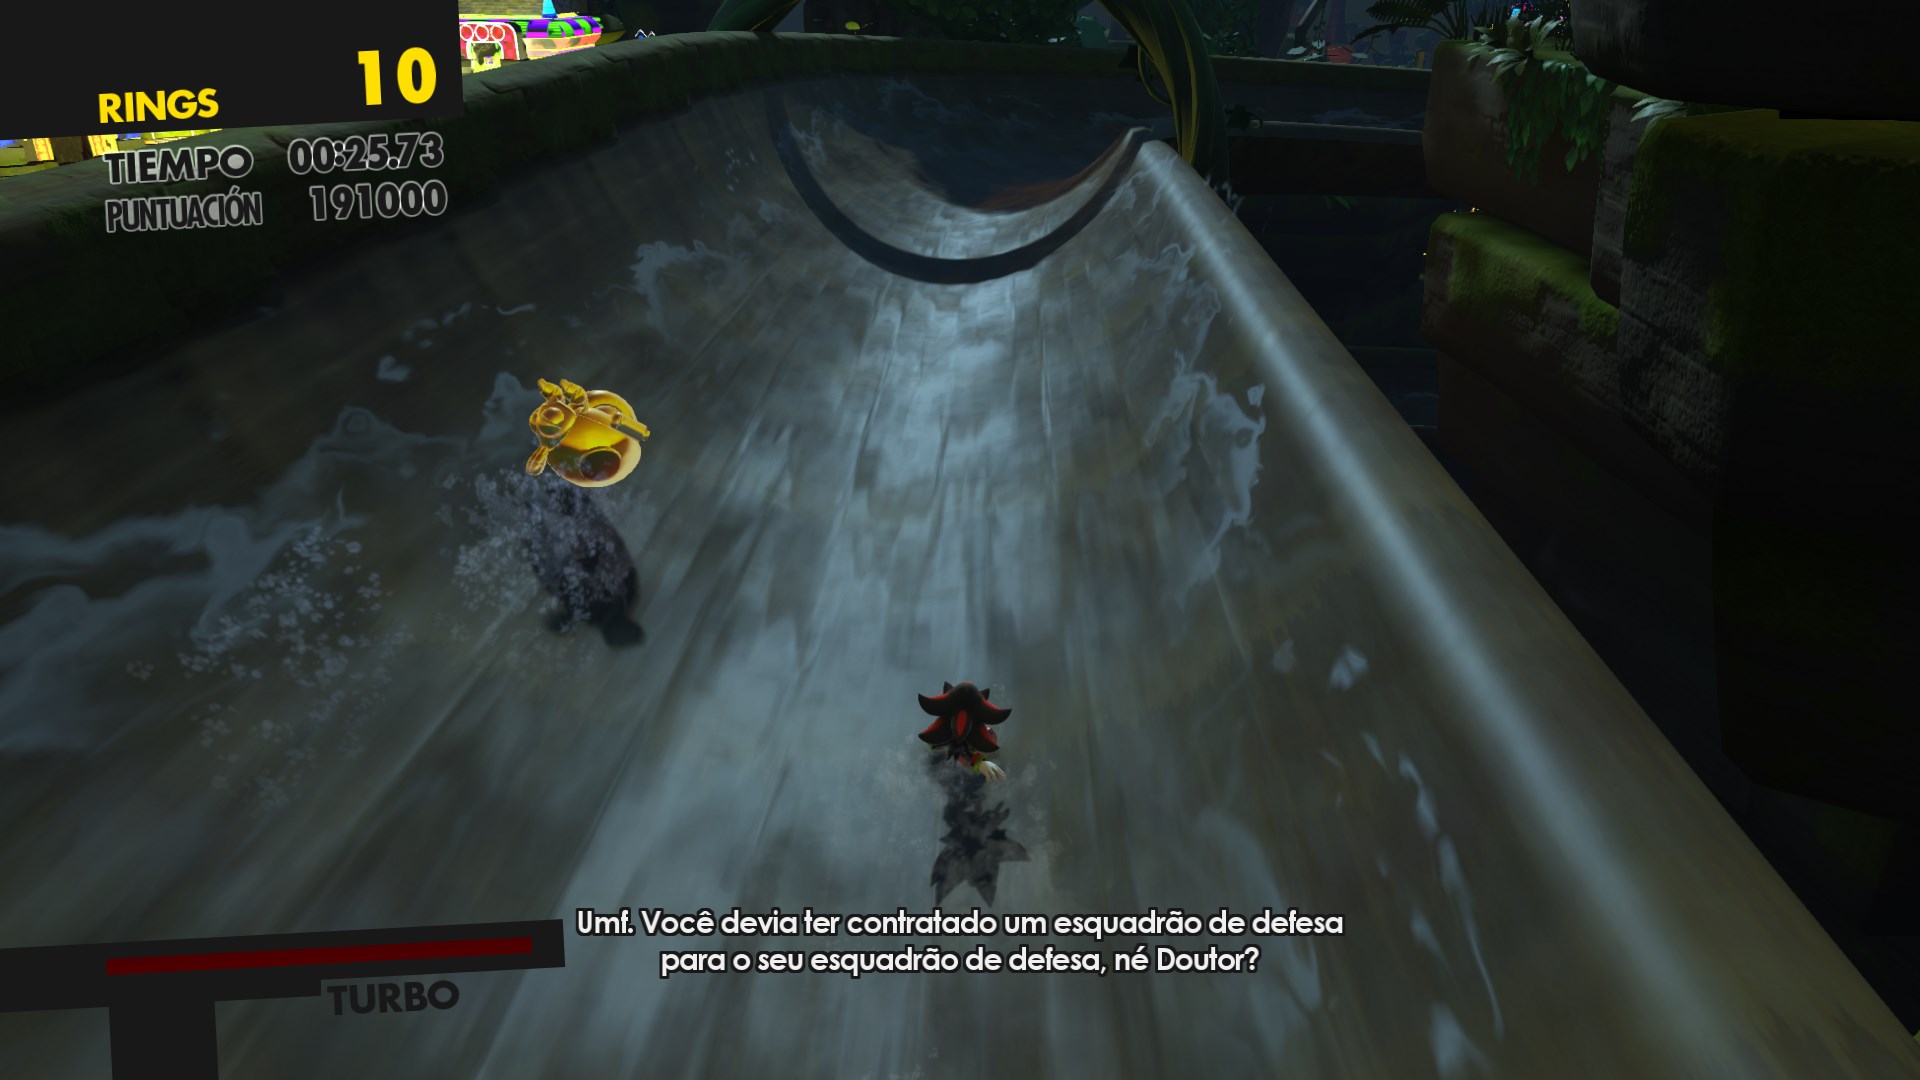 RINGS 10
TIEMPO 00:25.73
PUNTUACIÓN 191000
Umf. Você devia ter contratado um esquadrão de defesa
para o seu esquadrão de defesa, né Doutor?
TURBO